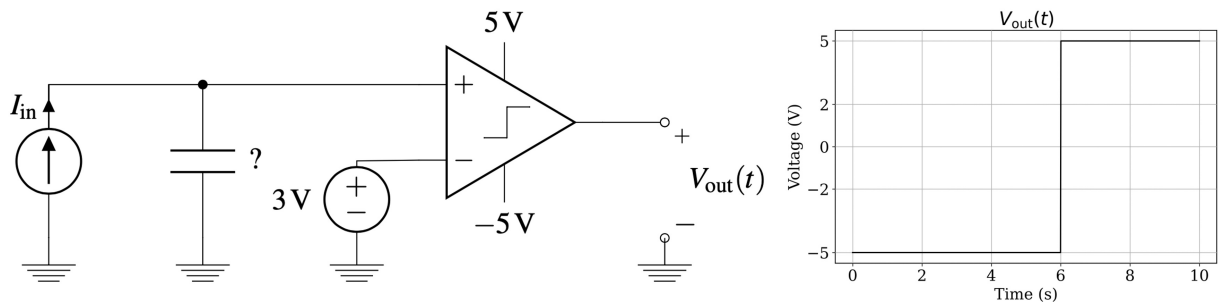 5 V
I_in
+
?
−
3 V
+
−
−5 V
+
V_out(t)
−
V_out(t)
Voltage (V)
5
2
0
−2
−5
0 2 4 6 8 10
Time (s)